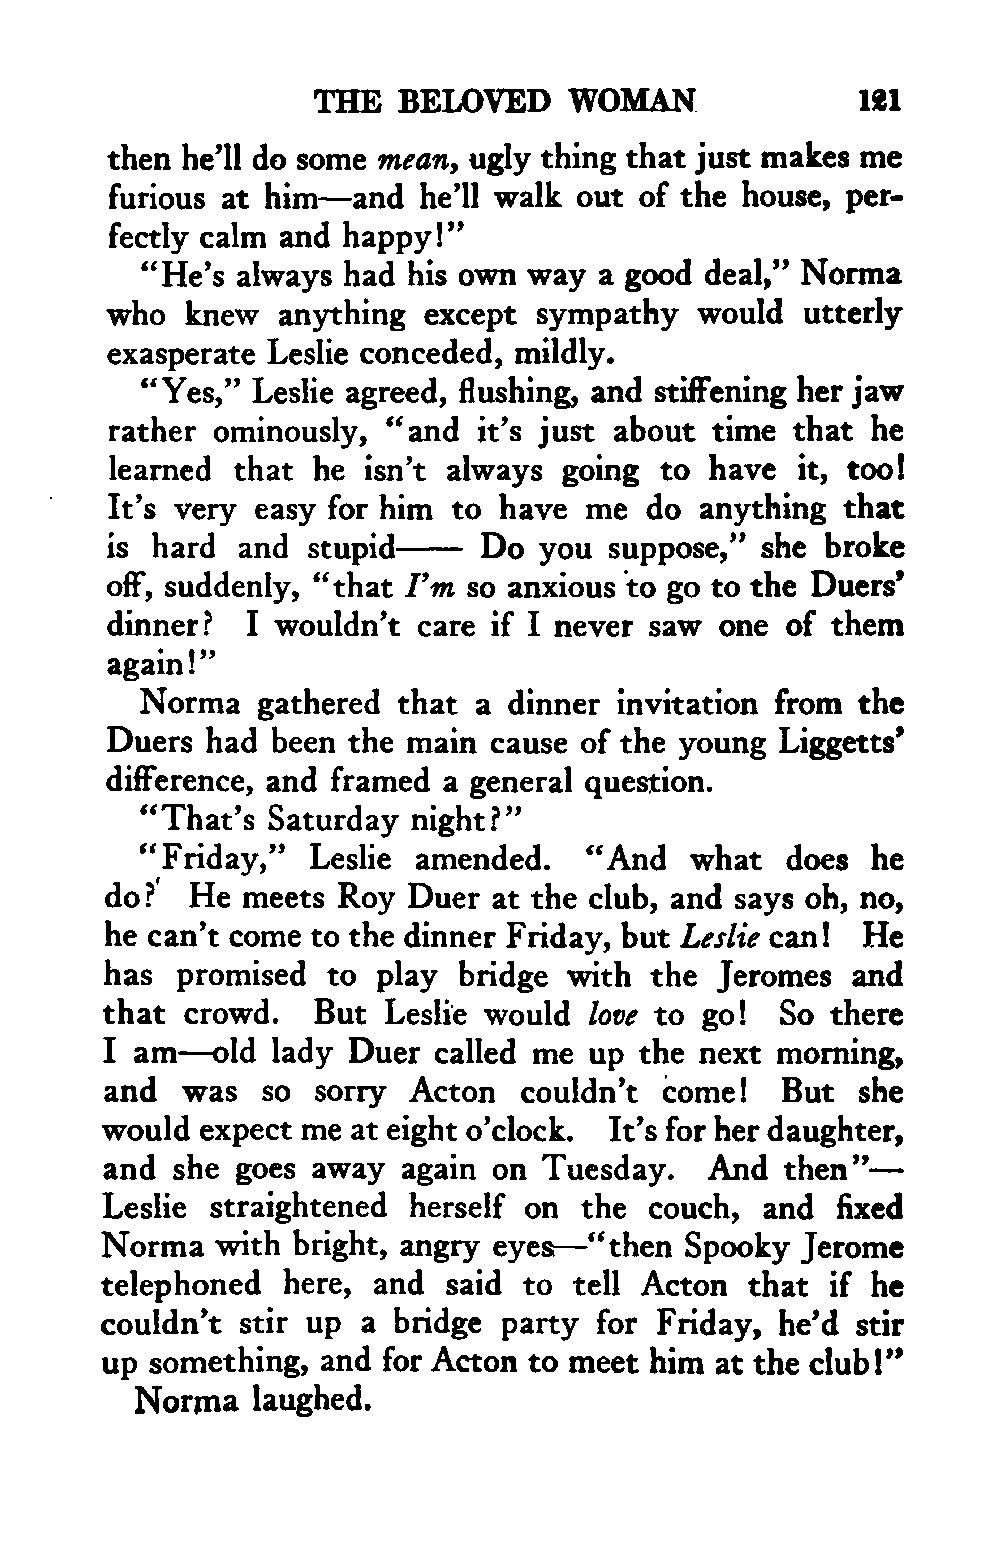 THE BELOVED WOMAN 121
then he'll do some mean, ugly thing that just makes me
furious at him—and he'll walk out of the house, per-
fectly calm and happy!"
"He's always had his own way a good deal," Norma
who knew anything except sympathy would utterly
exasperate Leslie conceded, mildly.
"Yes," Leslie agreed, flushing, and stiffening her jaw
rather ominously, "and it's just about time that he
learned that he isn't always going to have it, too!
It's very easy for him to have me do anything that
is hard and stupid—— Do you suppose," she broke
off, suddenly, "that I'm so anxious to go to the Duers'
dinner? I wouldn't care if I never saw one of them
again!"
Norma gathered that a dinner invitation from the
Duers had been the main cause of the young Liggetts'
difference, and framed a general question.
"That's Saturday night?"
"Friday," Leslie amended. "And what does he
do? He meets Roy Duer at the club, and says oh, no,
he can't come to the dinner Friday, but Leslie can! He
has promised to play bridge with the Jeromes and
that crowd. But Leslie would love to go! So there
I am—old lady Duer called me up the next morning,
and was so sorry Acton couldn't come! But she
would expect me at eight o'clock. It's for her daughter,
and she goes away again on Tuesday. And then"—
Leslie straightened herself on the couch, and fixed
Norma with bright, angry eyes—"then Spooky Jerome
telephoned here, and said to tell Acton that if he
couldn't stir up a bridge party for Friday, he'd stir
up something, and for Acton to meet him at the club!"
Norma laughed.